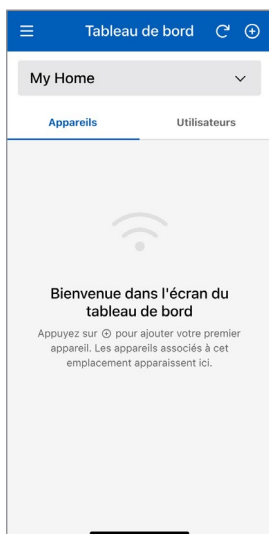 Tableau de bord
My Home
Appareils
Utilisateurs
Bienvenue dans l'écran du
tableau de bord
Appuyez sur ⊕ pour ajouter votre premier
appareil. Les appareils associés à cet
emplacement apparaissent ici.